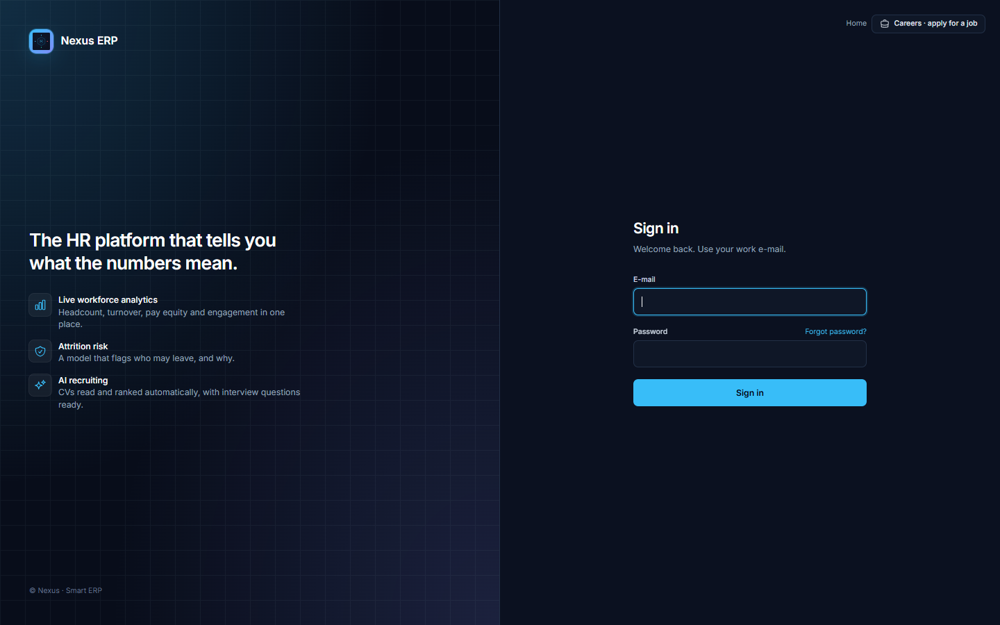 Nexus ERP
Home
Careers · apply for a job
The HR platform that tells you
what the numbers mean.
Live workforce analytics
Headcount, turnover, pay equity and engagement in one
place.
Attrition risk
A model that flags who may leave, and why.
AI recruiting
CVs read and ranked automatically, with interview questions
ready.
© Nexus · Smart ERP
Sign in
Welcome back. Use your work e-mail.
E-mail
Password
Forgot password?
Sign in